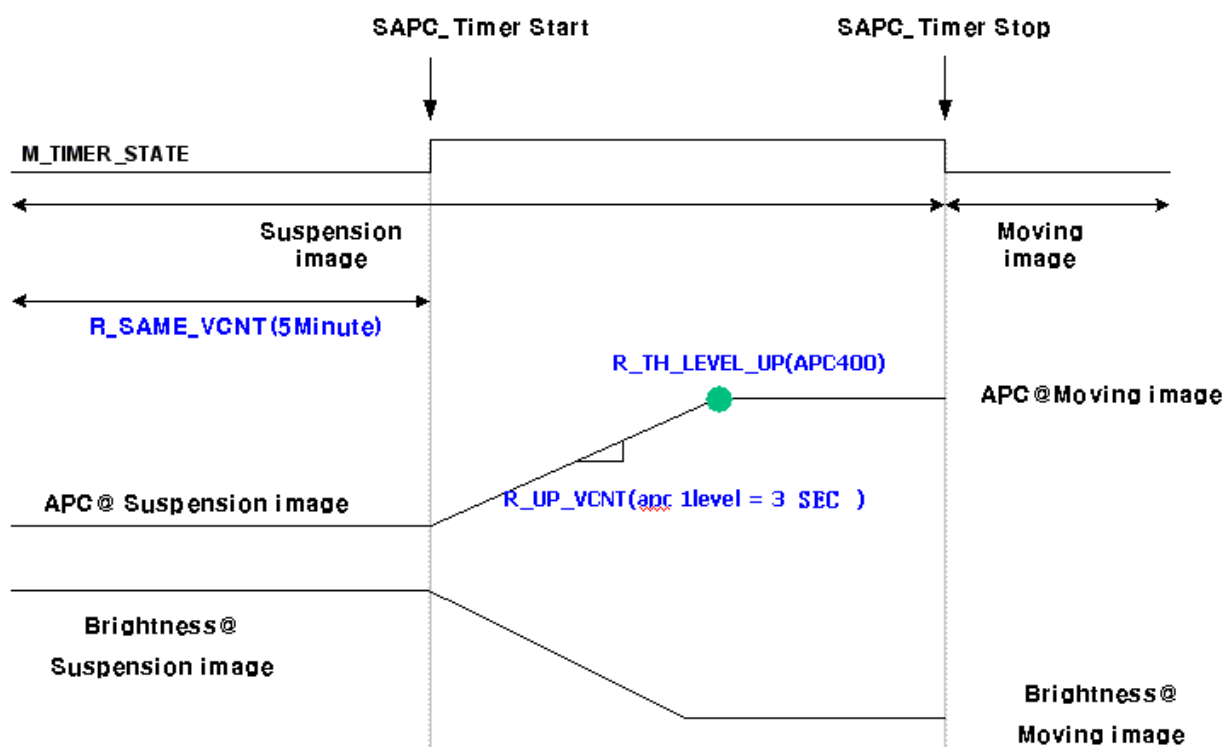 SAPC_Timer Start
SAPC_Timer Stop
M_TIMER_STATE
Suspension
image
Moving
image
R_SAME_VCNT(5Minute)
R_TH_LEVEL_UP(APC400)
APC@Moving image
APC@ Suspension image
R_UP_VCNT(apc 1level = 3 SEC )
Brightness@
Suspension image
Brightness@
Moving image